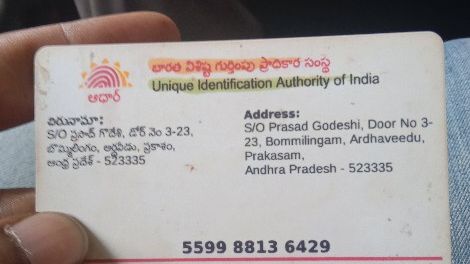 భారత విశిష్ట గుర్తింపు ప్రాధికార సంస్థ
Unique Identification Authority of India
ఆధార్
చిరునామా:
S/O ప్రసాద్ గొదేశి, డోర్ నెం 3-23,
బొమ్మలింగం, అర్ధవీడు, ప్రకాశం,
ఆంధ్ర ప్రదేశ్ - 523335
Address:
S/O Prasad Godeshi, Door No 3-
23, Bommilingam, Ardhaveedu,
Prakasam,
Andhra Pradesh - 523335
5599 8813 6429